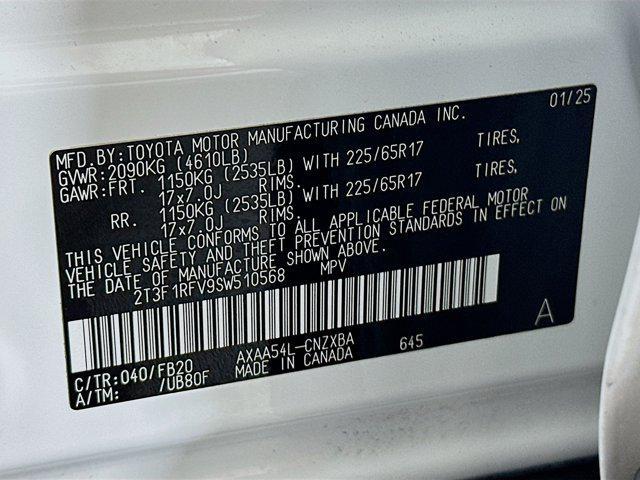 01/25
MFD. BY: TOYOTA MOTOR MANUFACTURING CANADA INC.
GVWR: 2090KG (4610LB)
GAWR: FRT. 1150KG (2535LB) WITH 225/65R17 TIRES,
17x7.0J RIMS.
RR. 1150KG (2535LB) WITH 225/65R17 TIRES,
17x7.0J RIMS.
THIS VEHICLE CONFORMS TO ALL APPLICABLE FEDERAL MOTOR
VEHICLE SAFETY AND THEFT PREVENTION STANDARDS IN EFFECT ON
THE DATE OF MANUFACTURE SHOWN ABOVE.
2T3F1RFV9SW510568 MPV
A
C/TR: 040/FB20 AXAA54L-CNZXBA 645
A/TM: /UB80F MADE IN CANADA